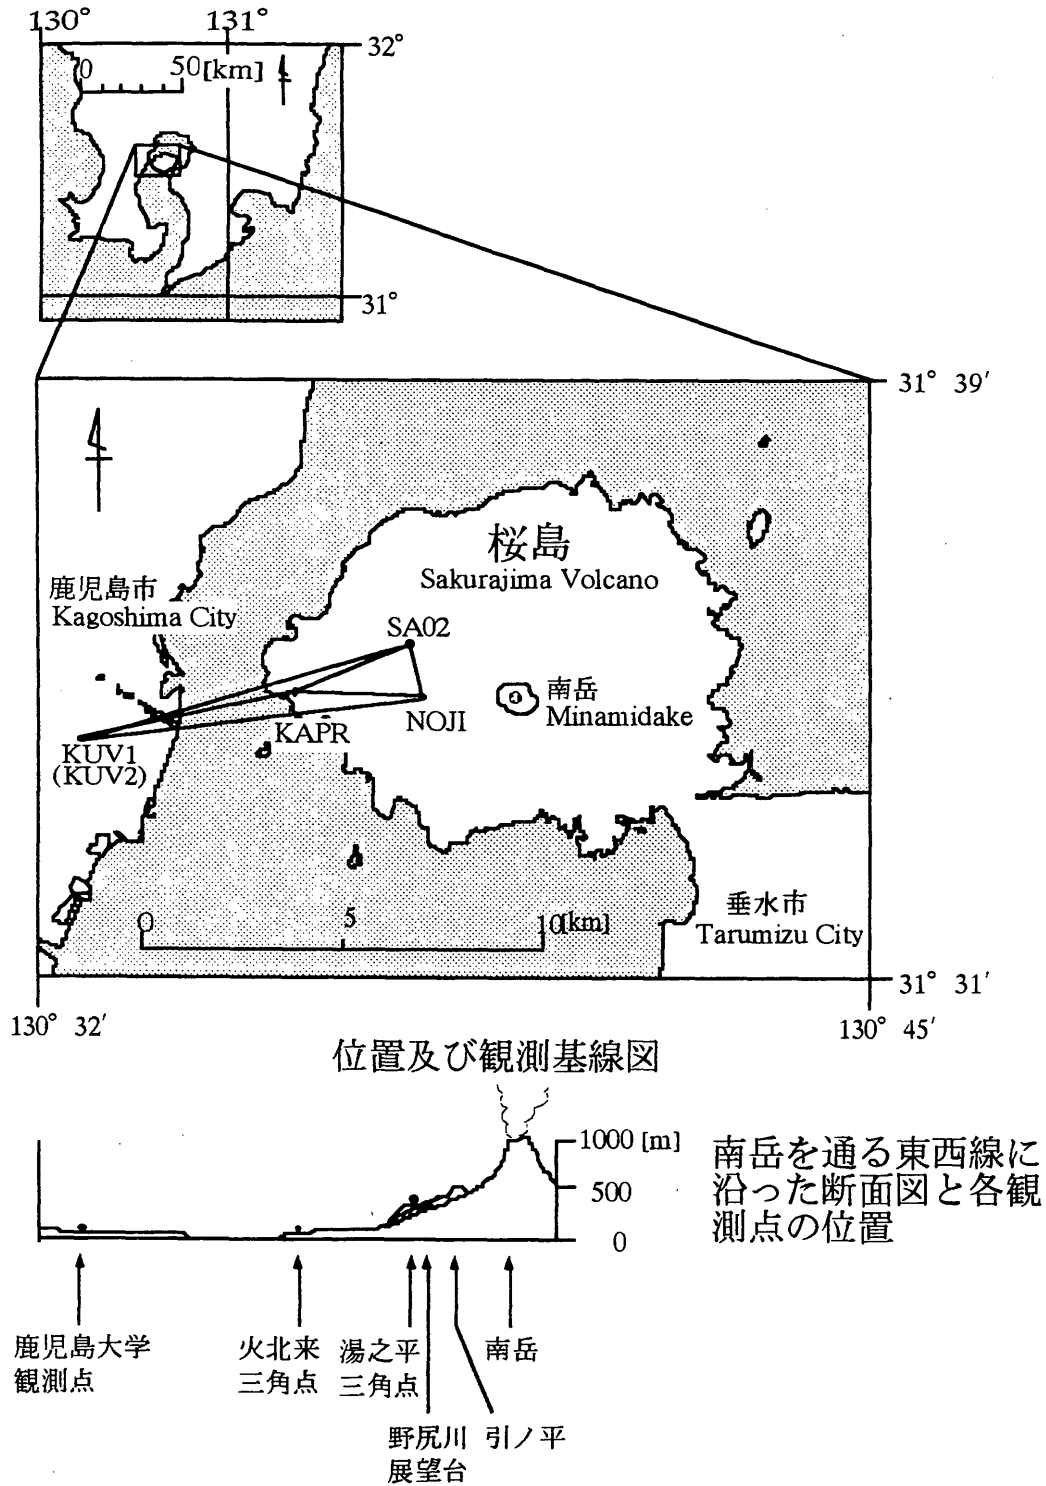 130° 131°
32°
0 50[km]
31°
31° 39′
桜島
Sakurajima Volcano
鹿児島市
Kagoshima City
SA02
南岳
Minamidake
NOJI
KAPR
KUV1
(KUV2)
垂水市
Tarumizu City
0 5 10[km]
31° 31′
130° 32′ 130° 45′
位置及び観測基線図
1000 [m]
500
0
南岳を通る東西線に
沿った断面図と各観
測点の位置
鹿児島大学
観測点
火北来
三角点
湯之平
三角点
南岳
野尻川
展望台
引ノ平